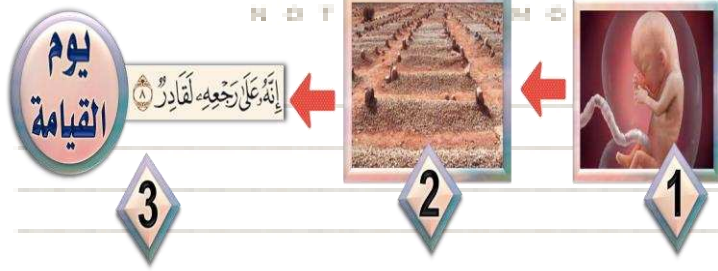 يوم
القيامة
إِنَّهُ عَلَىٰ رَجْعِهِ لَقَادِرٌ ٨
1
2
3